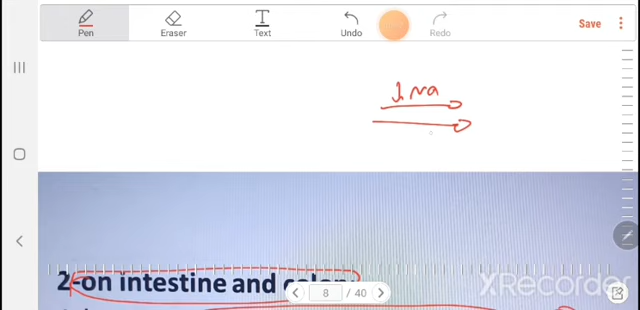 Pen
Eraser
Text
Undo
Redo
Save
↓ Na
2-on intestine and colon
8 / 40
XRecorder